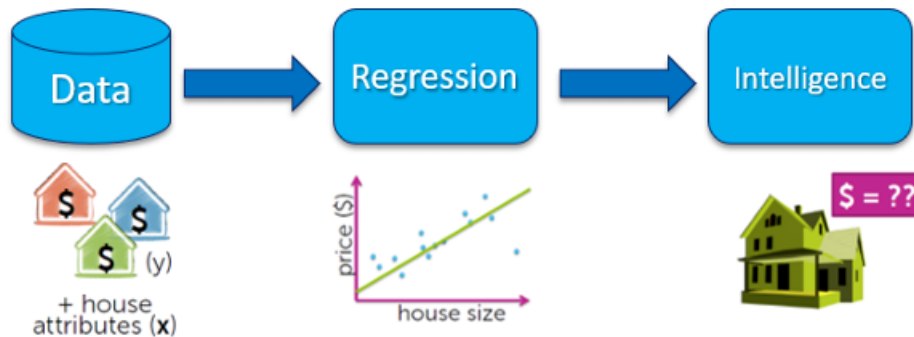 Data
Regression
Intelligence
$
$
$
(y)
+ house
attributes (x)
price ($)
house size
$ = ??